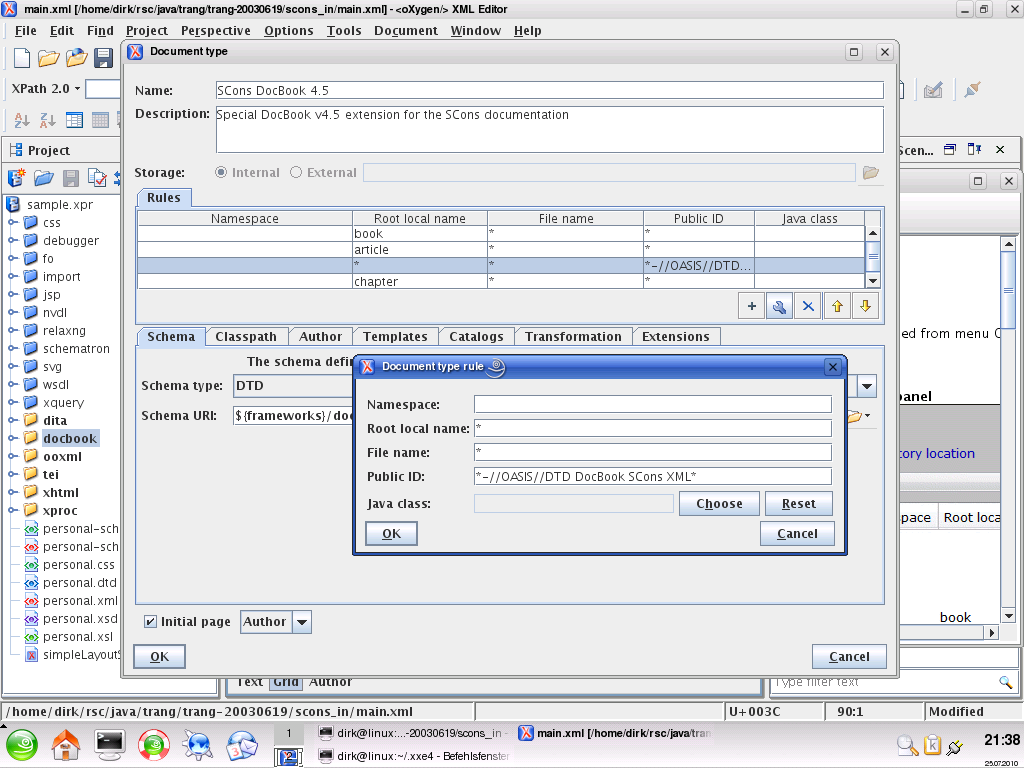 main.xml [/home/dirk/rsc/java/trang/trang-20030619/scons_in/main.xml] - <oXygen/> XML Editor
File Edit Find Project Perspective Options Tools Document Window Help
Document type
XPath 2.0
Name: SCons DocBook 4.5
Description: Special DocBook v4.5 extension for the SCons documentation
Storage: Internal External
Project
Scen...
Rules
sample.xpr
css
debugger
fo
import
jsp
nvdl
relaxng
schematron
svg
wsdl
xquery
dita
docbook
ooxml
tei
xhtml
xproc
personal-sch
personal-sch
personal.css
personal.dtd
personal.xml
personal.xsd
personal.xsl
simpleLayoutS
Namespace Root local name File name Public ID Java class
book * *
article * *
* * *-//OASIS//DTD...
chapter * *
Schema Classpath Author Templates Catalogs Transformation Extensions
The schema defin
Schema type: DTD
Schema URI: ${frameworks}/doc
Document type rule
Namespace:
Root local name: *
File name: *
Public ID: *-//OASIS//DTD DocBook SCons XML*
Java class: Choose Reset
OK Cancel
ed from menu O
panel
tory location
space Root loca
book
Initial page Author
OK Cancel
Text Grid Author
Type filter text
/home/dirk/rsc/java/trang/trang-20030619/scons_in/main.xml U+003C 90:1 Modified
1
2
dirk@linux:...-20030619/scons_in -
main.xml [/home/dirk/rsc/java/tran
dirk@linux:~/.xxe4 - Befehlsfenster
21:38
25.07.2010